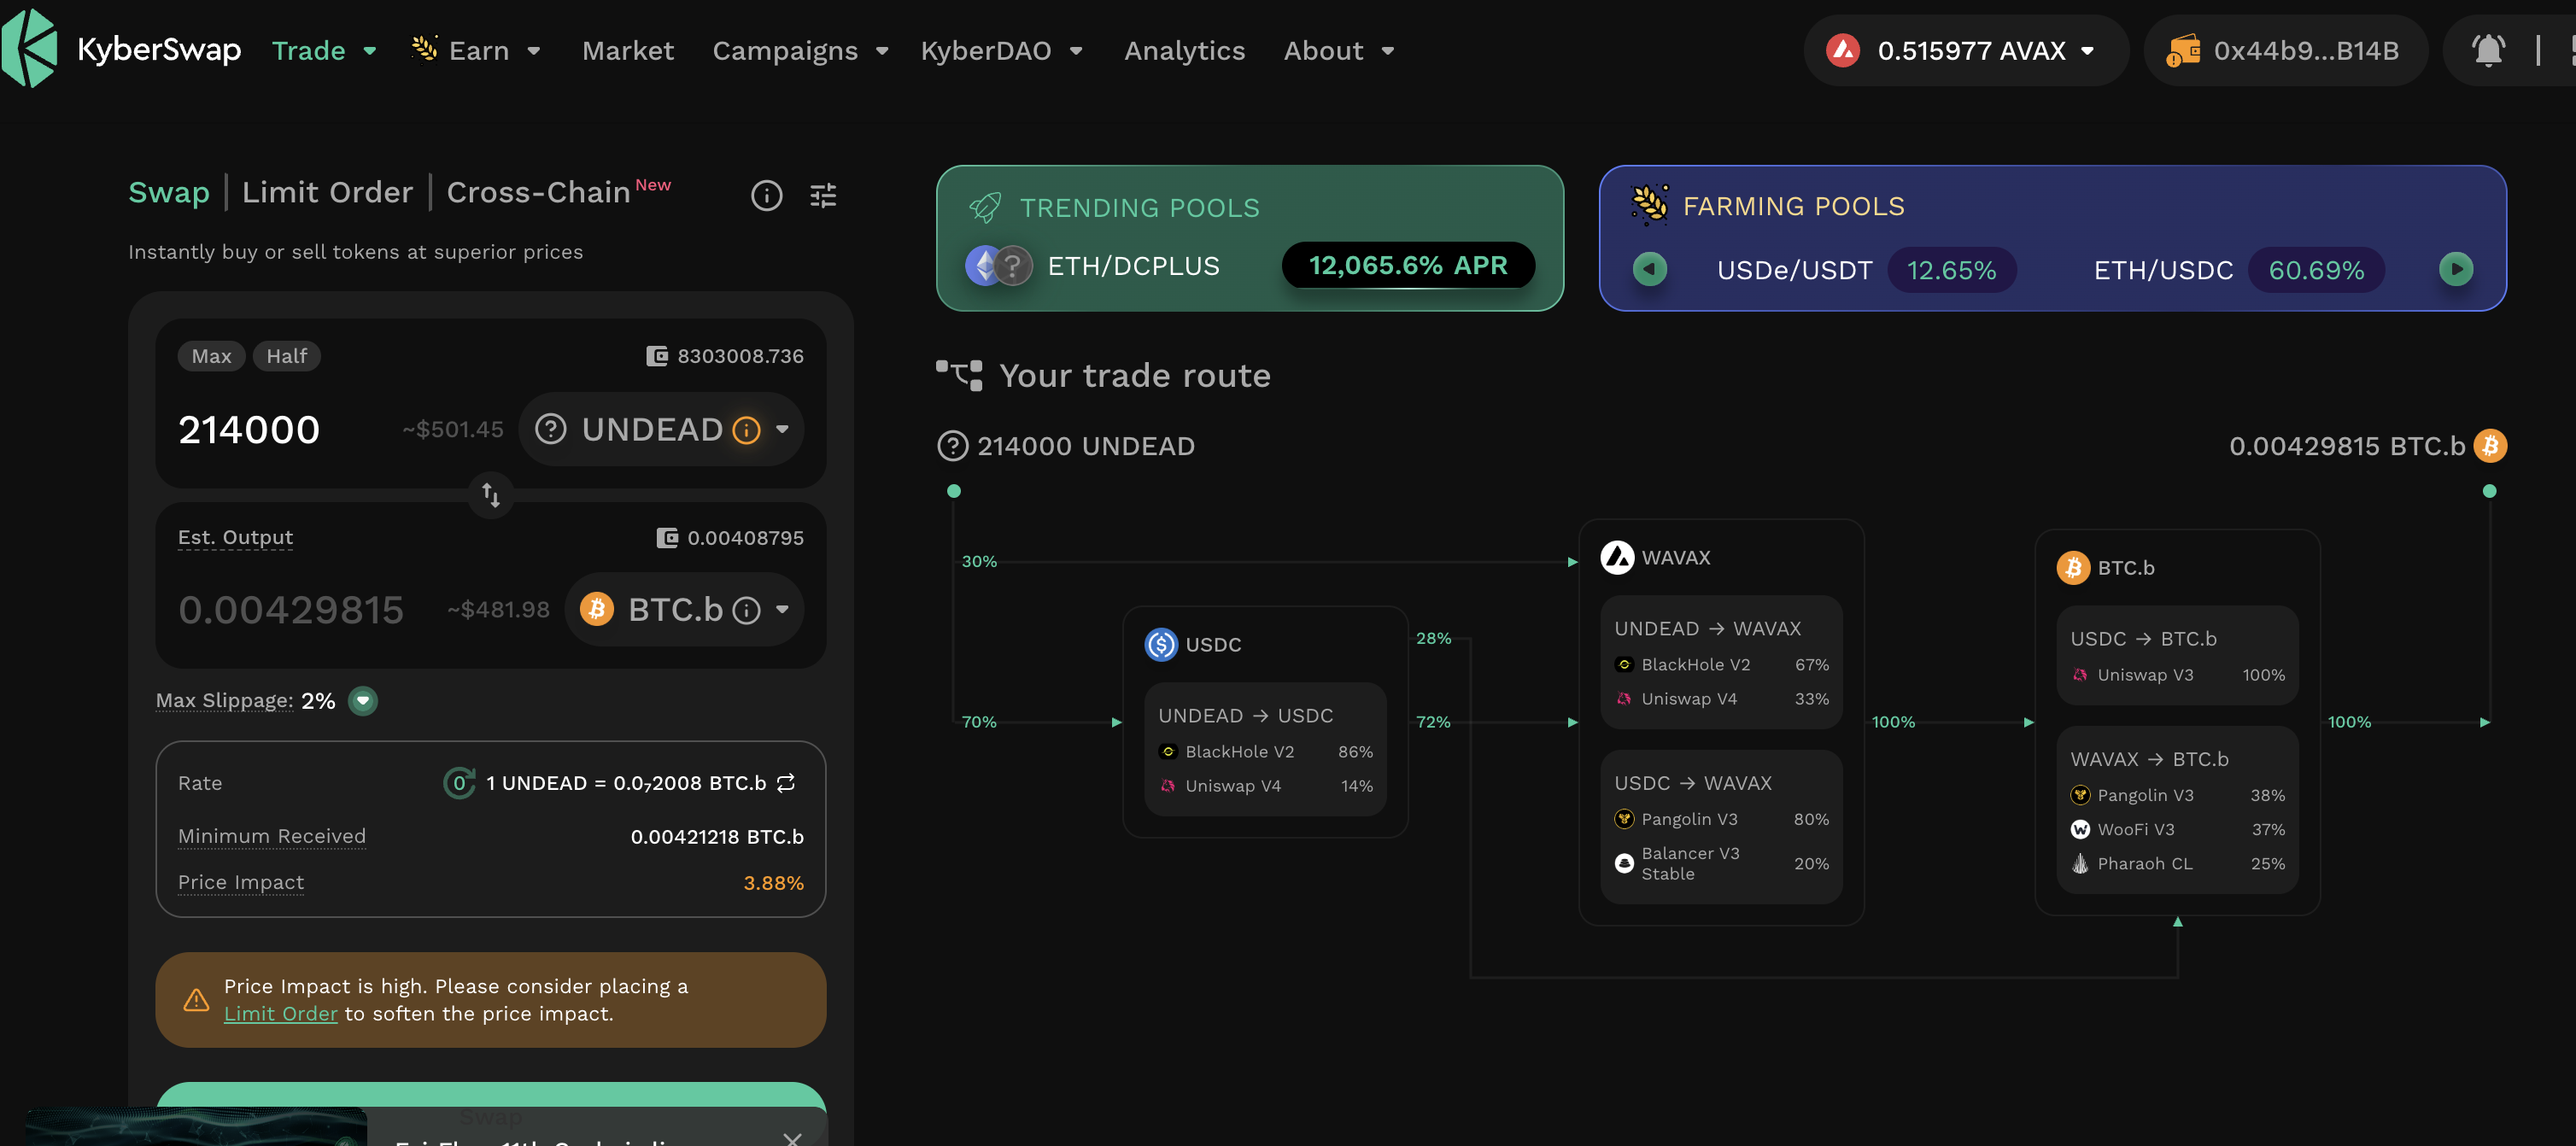 KyberSwap Trade Earn Market Campaigns KyberDAO Analytics About 0.515977 AVAX 0x44b9...B14B
Swap | Limit Order | Cross-Chain New
Instantly buy or sell tokens at superior prices
Max Half 8303008.736
214000 ~$501.45 UNDEAD
Est. Output 0.00408795
0.00429815 ~$481.98 BTC.b
Max Slippage: 2%
Rate 0 1 UNDEAD = 0.0₇2008 BTC.b
Minimum Received 0.00421218 BTC.b
Price Impact 3.88%
Price Impact is high. Please consider placing a
Limit Order to soften the price impact.
Swap
TRENDING POOLS
ETH/DCPLUS 12,065.6% APR
FARMING POOLS
USDe/USDT 12.65% ETH/USDC 60.69%
Your trade route
214000 UNDEAD 0.00429815 BTC.b
30%
70%
USDC
UNDEAD → USDC
BlackHole V2 86%
Uniswap V4 14%
28%
72%
WAVAX
UNDEAD → WAVAX
BlackHole V2 67%
Uniswap V4 33%
USDC → WAVAX
Pangolin V3 80%
Balancer V3
Stable 20%
100%
BTC.b
USDC → BTC.b
Uniswap V3 100%
WAVAX → BTC.b
Pangolin V3 38%
WooFi V3 37%
Pharaoh CL 25%
100%